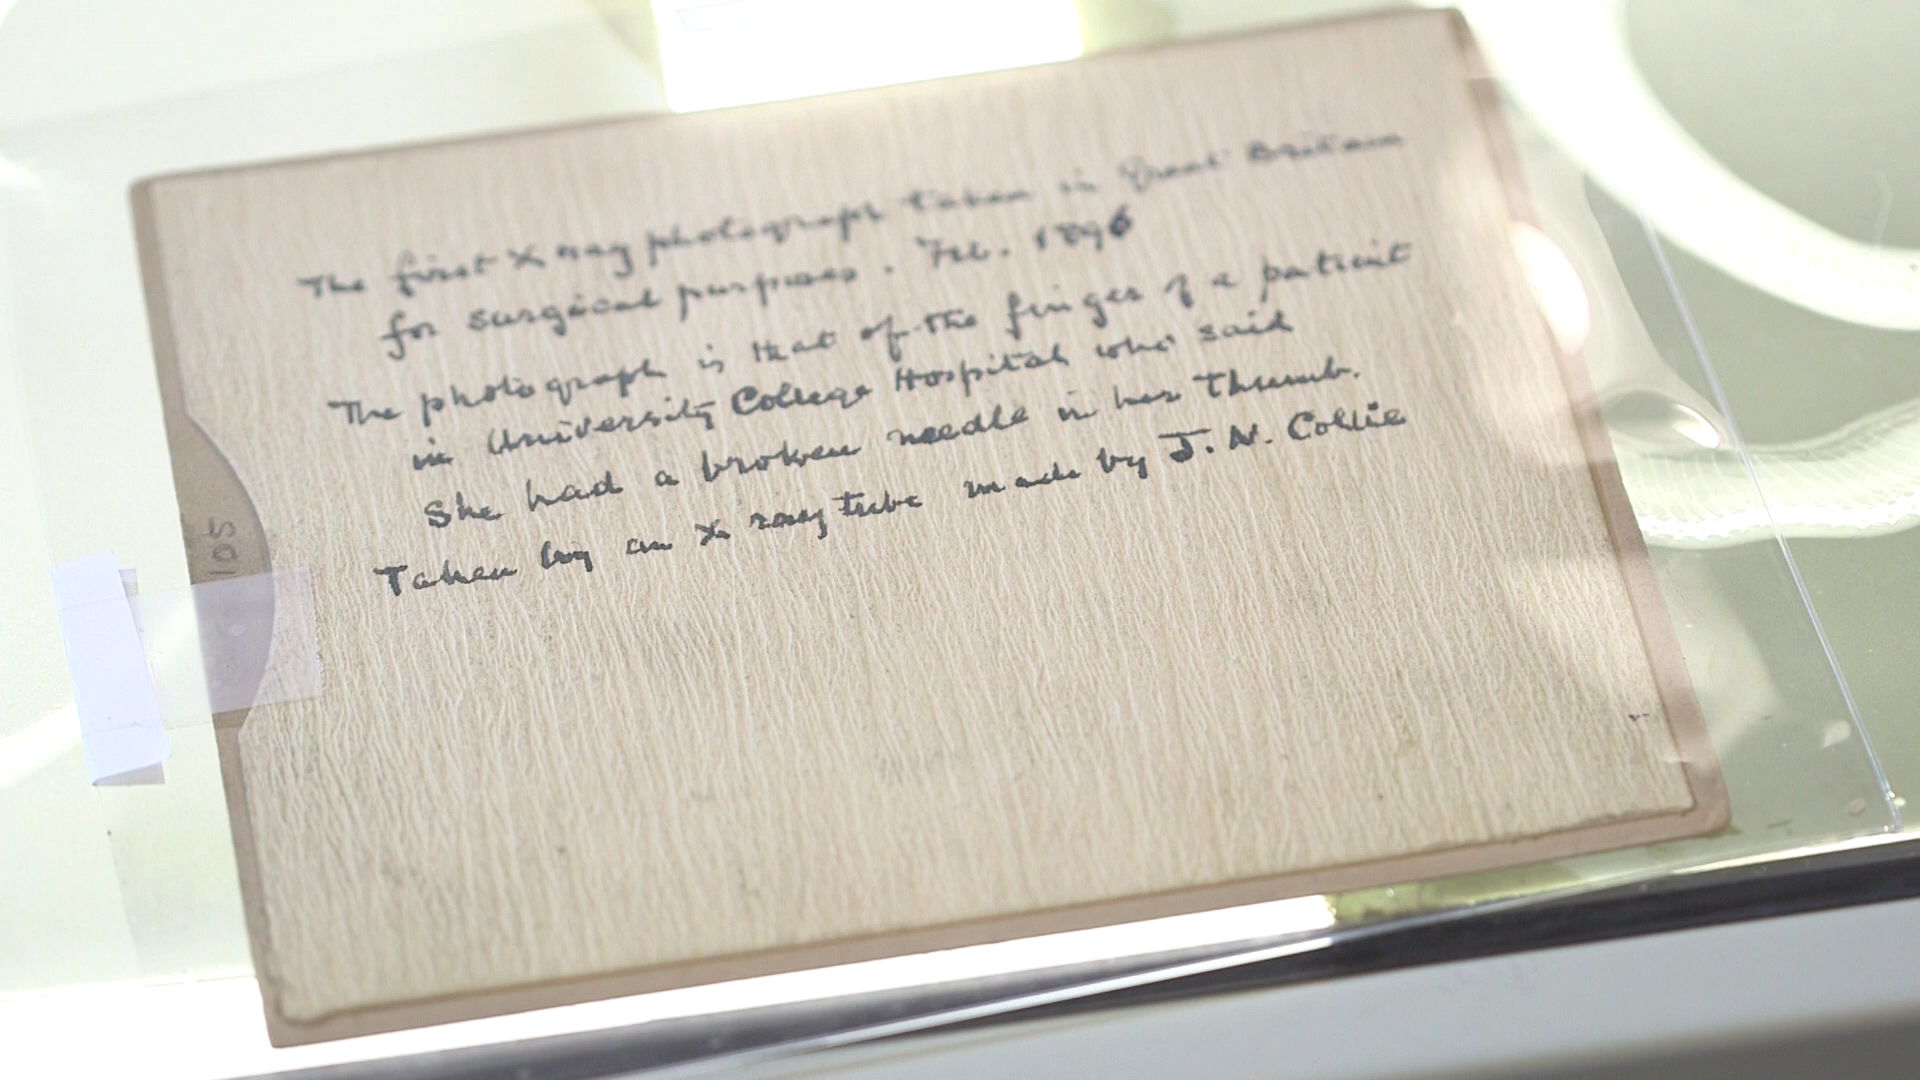 The first X ray photograph taken in Great Britain
for surgical purposes. Feb. 1896
The photograph is that of the finger of a patient
in University College Hospital who said
She had a broken needle in her thumb.
Taken by an X ray tube made by J. N. Collie
105